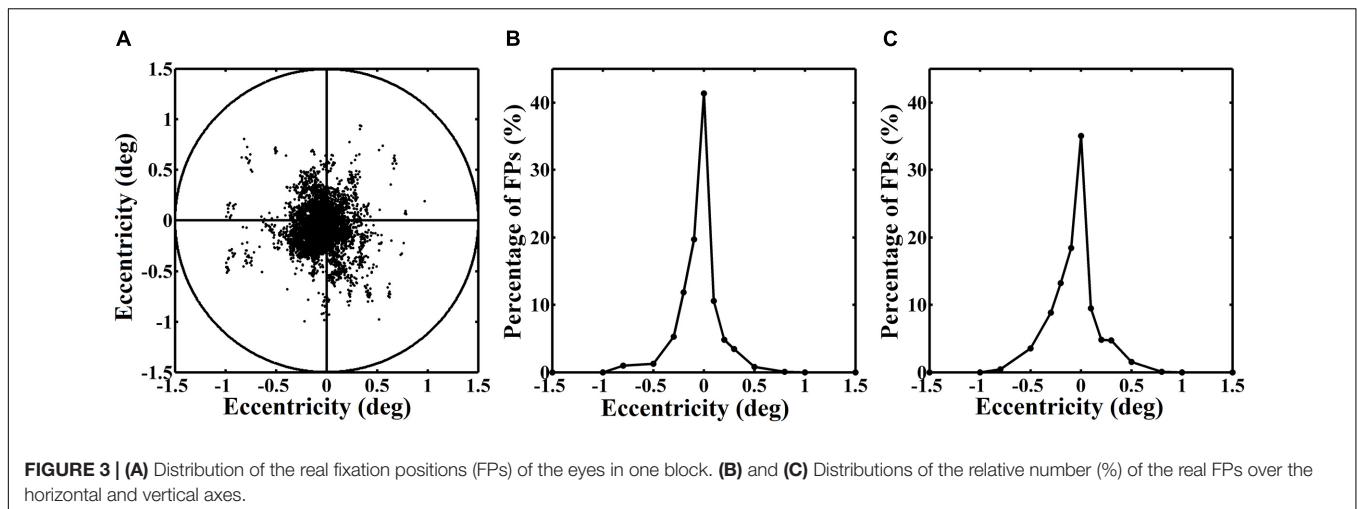 A
B
C
1.5
1
0.5
0
-0.5
-1
-1.5
-1.5 -1 -0.5 0 0.5 1 1.5
Eccentricity (deg)
Eccentricity (deg)
40
30
20
10
0
-1.5 -1 -0.5 0 0.5 1 1.5
Percentage of FPs (%)
Eccentricity (deg)
40
30
20
10
0
-1.5 -1 -0.5 0 0.5 1 1.5
Percentage of FPs (%)
Eccentricity (deg)
FIGURE 3 | (A) Distribution of the real fixation positions (FPs) of the eyes in one block. (B) and (C) Distributions of the relative number (%) of the real FPs over the
horizontal and vertical axes.